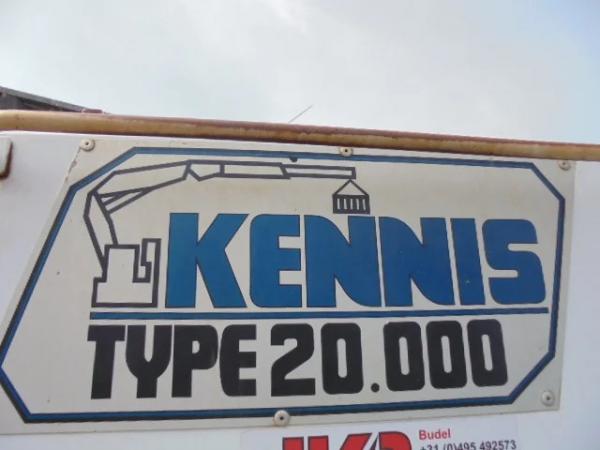 KENNIS
TYPE 20.000
Budel
+31 (0)495 492573